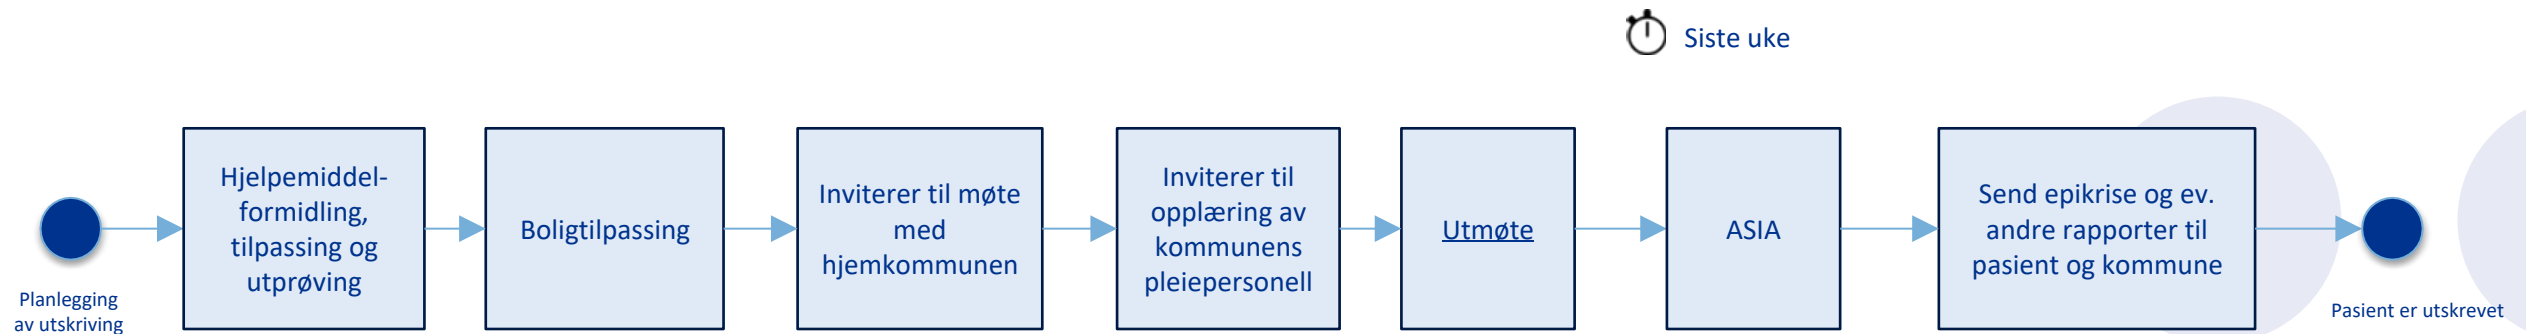 Siste uke
Planlegging
av utskriving
Hjelpemiddel-
formidling,
tilpassing og
utprøving
Boligtilpassing
Inviterer til møte
med
hjemkommunen
Inviterer til
opplæring av
kommunens
pleiepersonell
Utmøte
ASIA
Send epikrise og ev.
andre rapporter til
pasient og kommune
Pasient er utskrevet